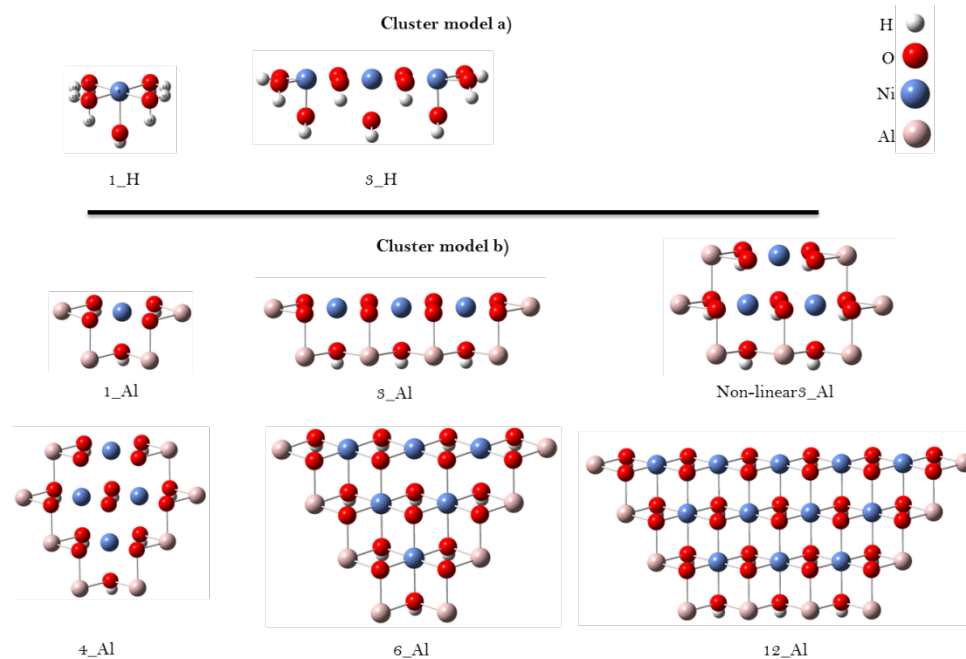 Cluster model a)
H
O
Ni
Al
1_H
3_H
Cluster model b)
1_Al
3_Al
Non-linear3_Al
4_Al
6_Al
12_Al